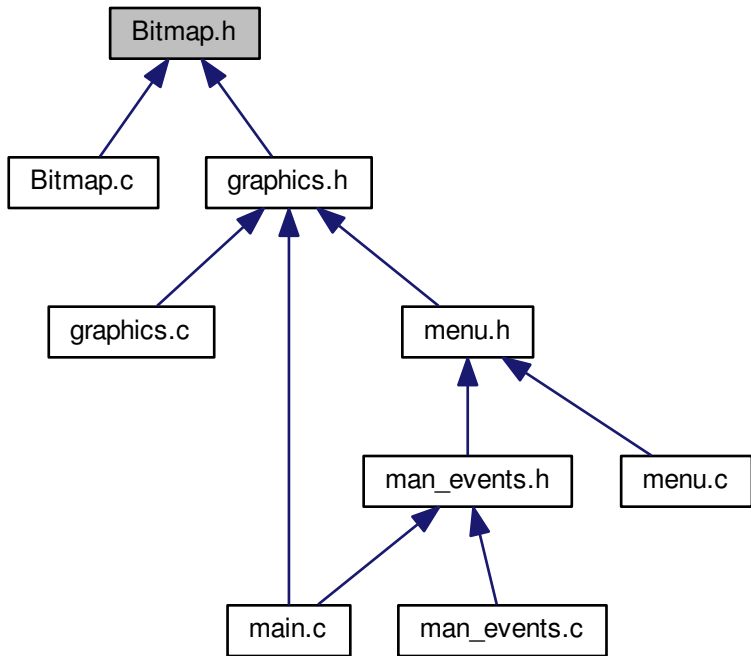 Bitmap.h
Bitmap.c
graphics.h
graphics.c
menu.h
man_events.h
menu.c
main.c
man_events.c